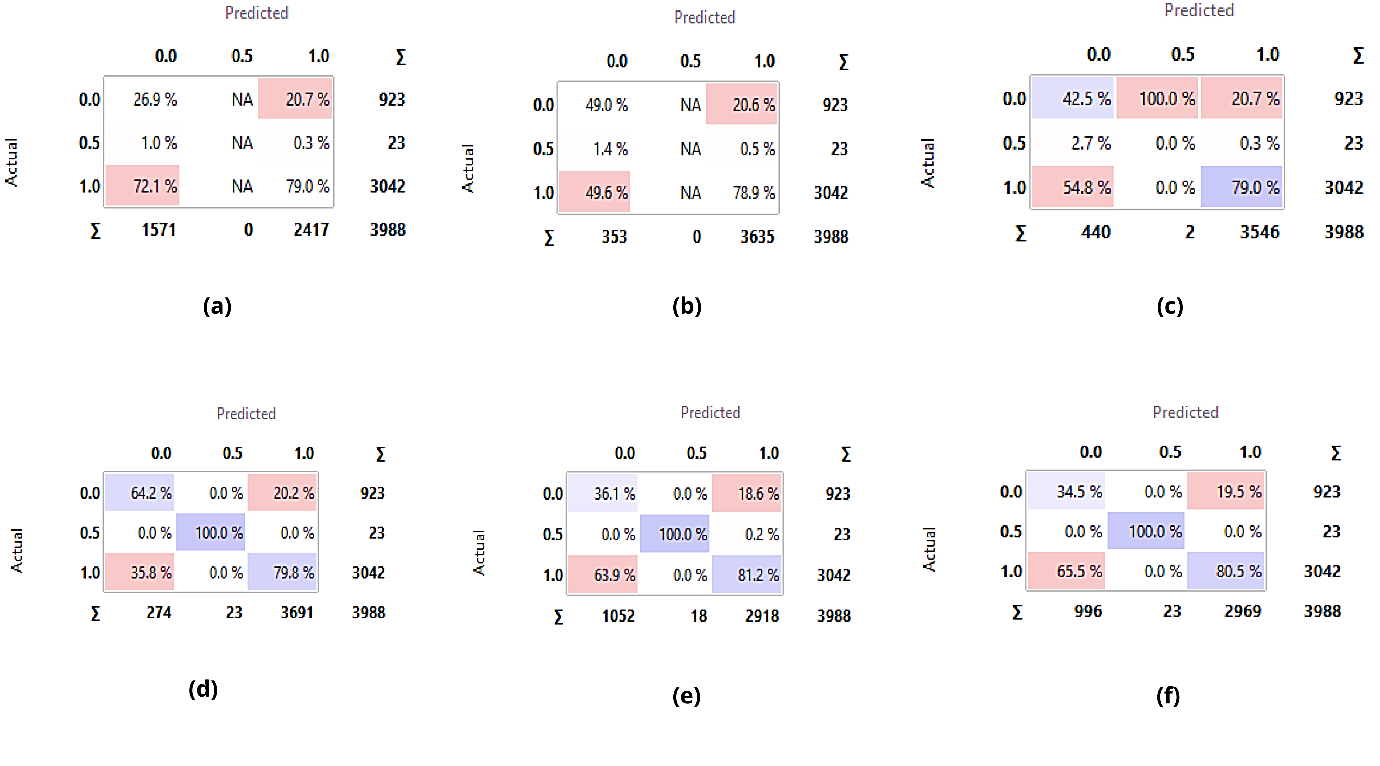 Predicted
0.0 0.5 1.0 Σ
0.0 26.9 % NA 20.7 % 923
0.5 1.0 % NA 0.3 % 23
1.0 72.1 % NA 79.0 % 3042
Σ 1571 0 2417 3988
Actual
(a)
Predicted
0.0 0.5 1.0 Σ
0.0 49.0 % NA 20.6 % 923
0.5 1.4 % NA 0.5 % 23
1.0 49.6 % NA 78.9 % 3042
Σ 353 0 3635 3988
Actual
(b)
Predicted
0.0 0.5 1.0 Σ
0.0 42.5 % 100.0 % 20.7 % 923
0.5 2.7 % 0.0 % 0.3 % 23
1.0 54.8 % 0.0 % 79.0 % 3042
Σ 440 2 3546 3988
Actual
(c)
Predicted
0.0 0.5 1.0 Σ
0.0 64.2 % 0.0 % 20.2 % 923
0.5 0.0 % 100.0 % 0.0 % 23
1.0 35.8 % 0.0 % 79.8 % 3042
Σ 274 23 3691 3988
Actual
(d)
Predicted
0.0 0.5 1.0 Σ
0.0 36.1 % 0.0 % 18.6 % 923
0.5 0.0 % 100.0 % 0.2 % 23
1.0 63.9 % 0.0 % 81.2 % 3042
Σ 1052 18 2918 3988
Actual
(e)
Predicted
0.0 0.5 1.0 Σ
0.0 34.5 % 0.0 % 19.5 % 923
0.5 0.0 % 100.0 % 0.0 % 23
1.0 65.5 % 0.0 % 80.5 % 3042
Σ 996 23 2969 3988
Actual
(f)